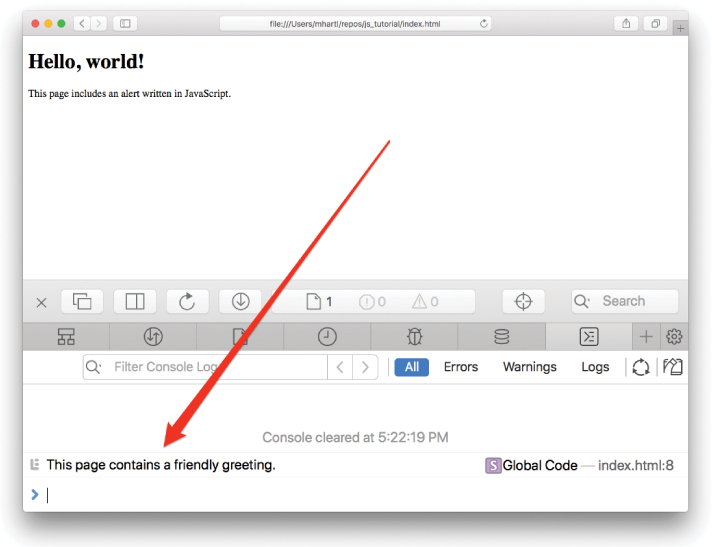 file:///Users/mhartl/repos/js_tutorial/index.html
Hello, world!
This page includes an alert written in JavaScript.
1 0 0 Search
Filter Console Log All Errors Warnings Logs
Console cleared at 5:22:19 PM
This page contains a friendly greeting. S Global Code — index.html:8